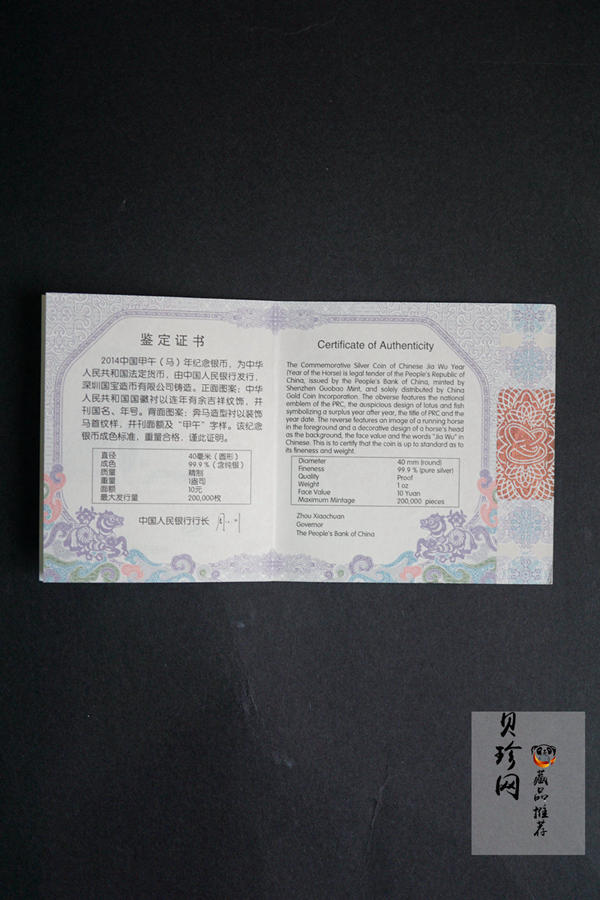 鉴定证书
2014中国甲午（马）年纪念银币，为中华
人民共和国法定货币，由中国人民银行发行，
深圳国宝造币有限公司铸造。正面图案：中华
人民共和国国徽衬以连年有余吉祥纹饰，并
刊国名、年号。背面图案：奔马造型衬以装饰
马首纹样，并刊面额及“甲午”字样。该纪念
银币成色标准，重量合格，谨此证明。
直径 40毫米（圆形）
成色 99.9％（含纯银）
质量 精制
重量 1盎司
面额 10元
最大发行量 200,000枚
中国人民银行行长
Certificate of Authenticity
The Commemorative Silver Coin of Chinese Jia Wu Year
(Year of the Horse) is legal tender of the People's Republic of
China, issued by the People's Bank of China, minted by
Shenzhen Guobao Mint, and solely distributed by China
Gold Coin Incorporation. The obverse features the national
emblem of the PRC, the auspicious design of lotus and fish
symbolizing a surplus year after year, the title of PRC and the
year date. The reverse features an image of a running horse
in the foreground and a decorative design of a horse's head
as the background, the face value and the words "Jia Wu" in
Chinese. This is to certify that the coin is up to standard as to
its fineness and weight.
Diameter 40 mm (round)
Fineness 99.9 % (pure silver)
Quality Proof
Weight 1 oz
Face Value 10 Yuan
Maximum Mintage 200,000 pieces
Zhou Xiaochuan
Governor
The People's Bank of China
贝珍网
藏品推荐